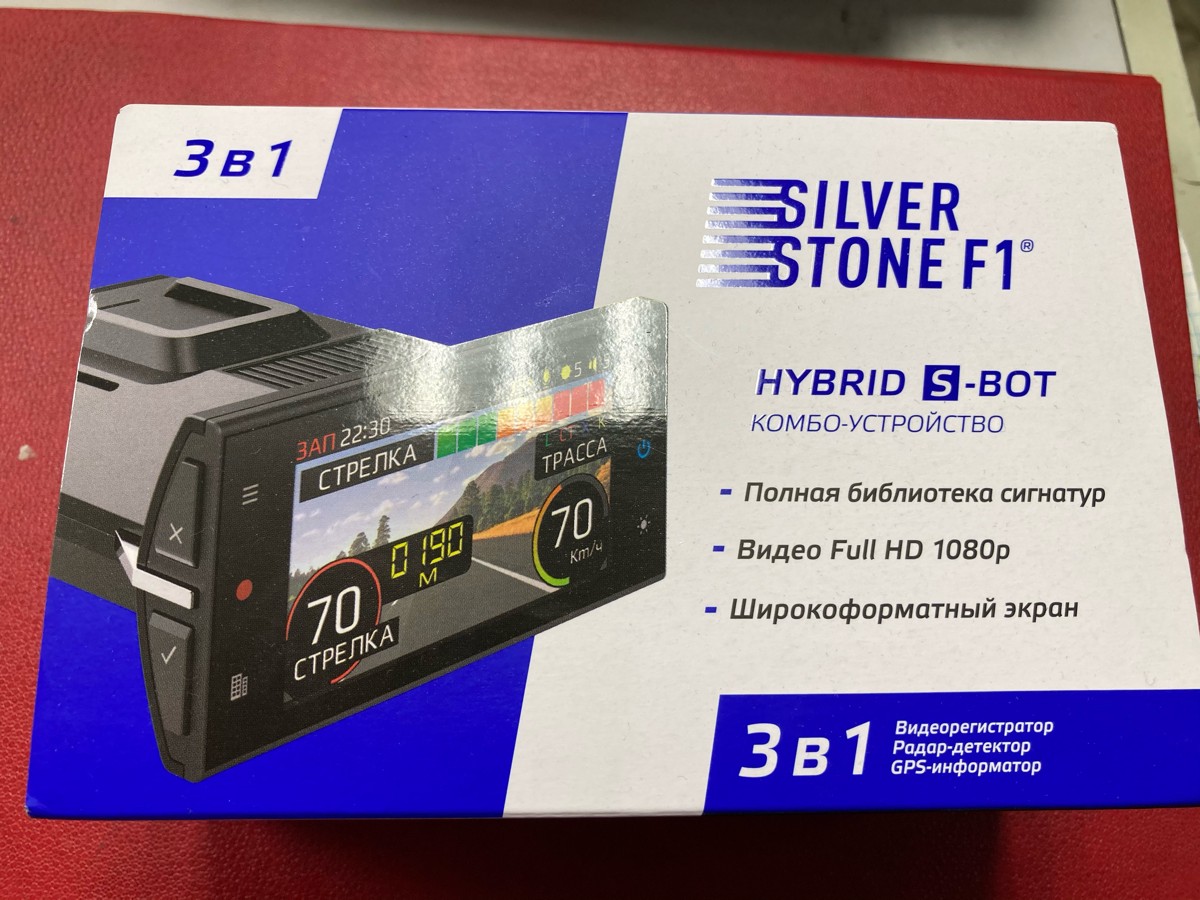 3 в 1
SILVER
STONE F1®
HYBRID S-BOT
КОМБО-УСТРОЙСТВО
- Полная библиотека сигнатур
- Видео Full HD 1080p
- Широкоформатный экран
3 в 1
Видеорегистратор
Радар-детектор
GPS-информатор
ЗАП 22:30
5
СТРЕЛКА
ТРАССА
0190
М
70
Km/ч
70
СТРЕЛКА